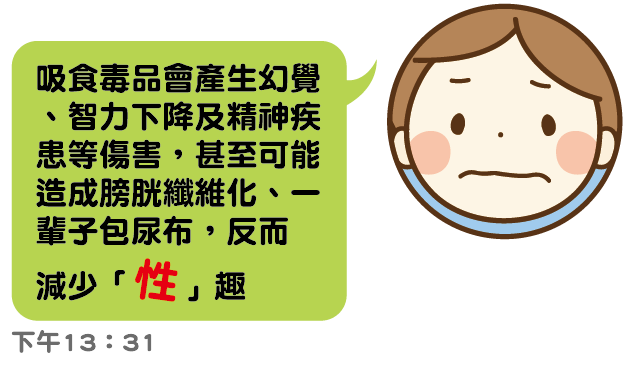 吸食毒品會產生幻覺
、智力下降及精神疾
患等傷害，甚至可能
造成膀胱纖維化、一
輩子包尿布，反而
減少「性」趣
下午13：31